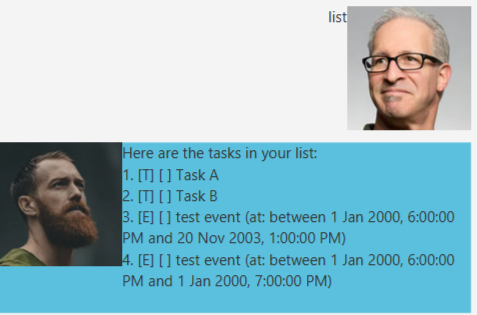 list
Here are the tasks in your list:
1. [T] [ ] Task A
2. [T] [ ] Task B
3. [E] [ ] test event (at: between 1 Jan 2000, 6:00:00
PM and 20 Nov 2003, 1:00:00 PM)
4. [E] [ ] test event (at: between 1 Jan 2000, 6:00:00
PM and 1 Jan 2000, 7:00:00 PM)